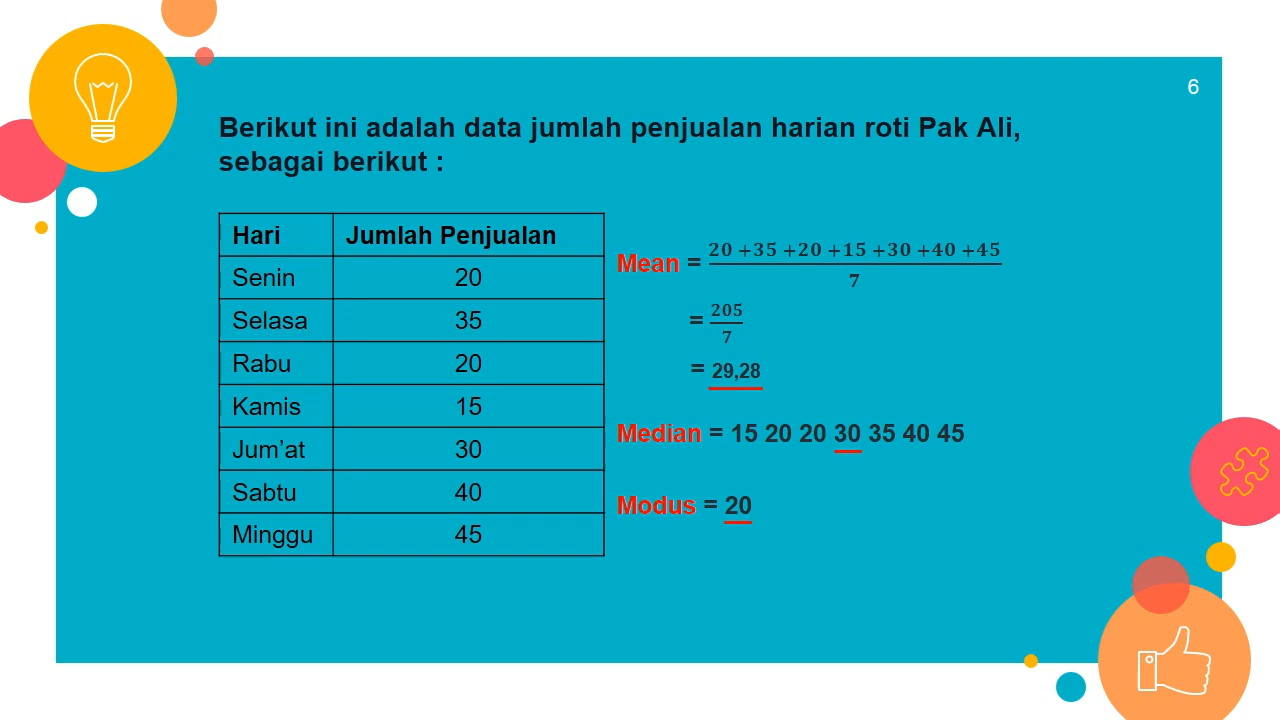 6
Berikut ini adalah data jumlah penjualan harian roti Pak Ali,
sebagai berikut :
Hari Jumlah Penjualan
Senin 20
Selasa 35
Rabu 20
Kamis 15
Jum’at 30
Sabtu 40
Minggu 45
Mean = 20 +35 +20 +15 +30 +40 +45
7
= 205
7
= 29,28
Median = 15 20 20 30 35 40 45
Modus = 20